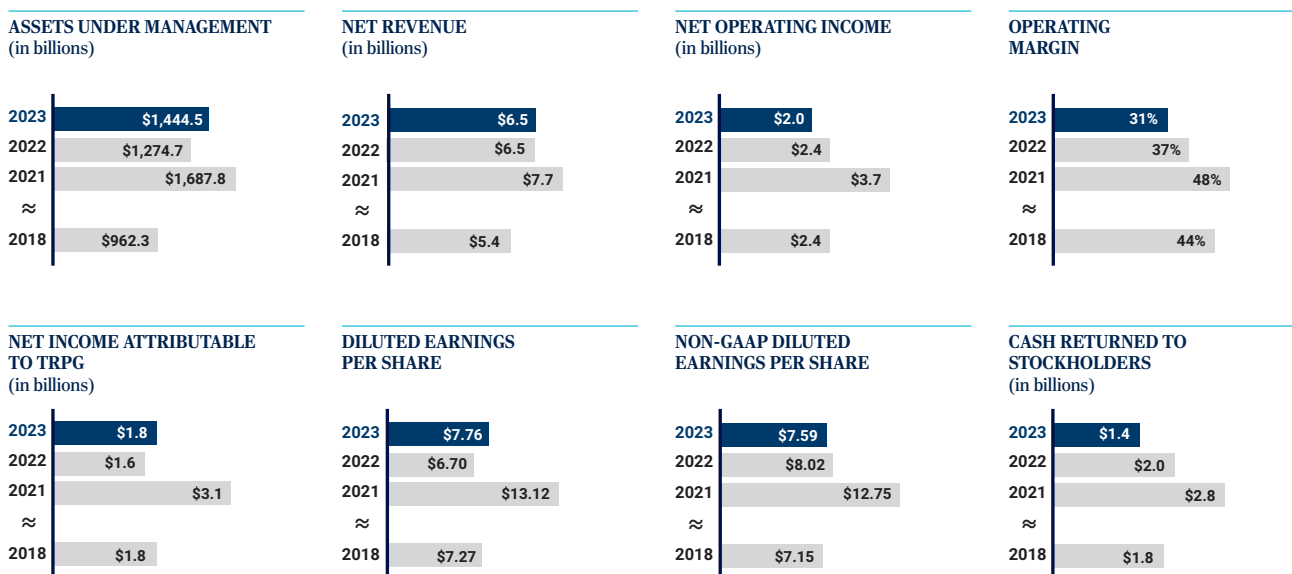 ASSETS UNDER MANAGEMENT
(in billions)
2023 $1,444.5
2022 $1,274.7
2021 $1,687.8
≈
2018 $962.3
NET REVENUE
(in billions)
2023 $6.5
2022 $6.5
2021 $7.7
≈
2018 $5.4
NET OPERATING INCOME
(in billions)
2023 $2.0
2022 $2.4
2021 $3.7
≈
2018 $2.4
OPERATING
MARGIN
2023 31%
2022 37%
2021 48%
≈
2018 44%
NET INCOME ATTRIBUTABLE
TO TRPG
(in billions)
2023 $1.8
2022 $1.6
2021 $3.1
≈
2018 $1.8
DILUTED EARNINGS
PER SHARE
2023 $7.76
2022 $6.70
2021 $13.12
≈
2018 $7.27
NON-GAAP DILUTED
EARNINGS PER SHARE
2023 $7.59
2022 $8.02
2021 $12.75
≈
2018 $7.15
CASH RETURNED TO
STOCKHOLDERS
(in billions)
2023 $1.4
2022 $2.0
2021 $2.8
≈
2018 $1.8